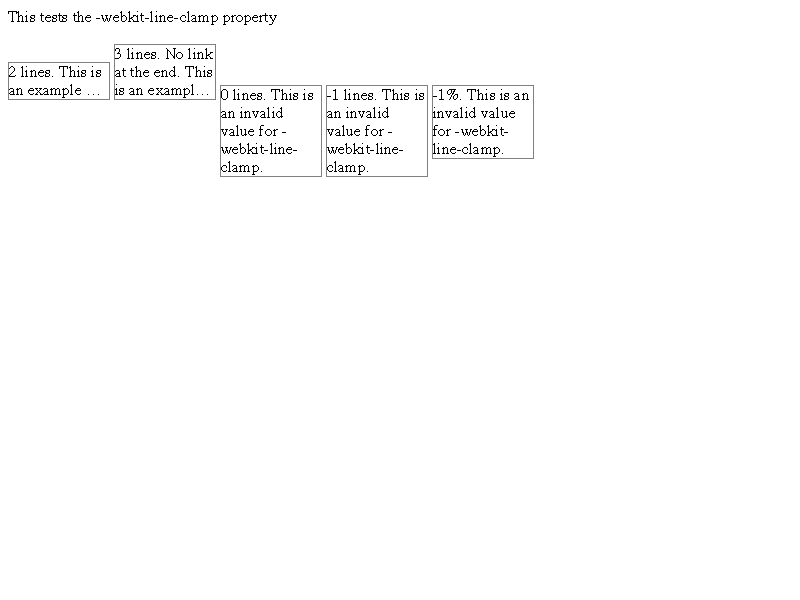 This tests the -webkit-line-clamp property
2 lines. This is
an example …
3 lines. No link
at the end. This
is an exampl…
0 lines. This is
an invalid
value for -
webkit-line-
clamp.
-1 lines. This is
an invalid
value for -
webkit-line-
clamp.
-1%. This is an
invalid value
for -webkit-
line-clamp.